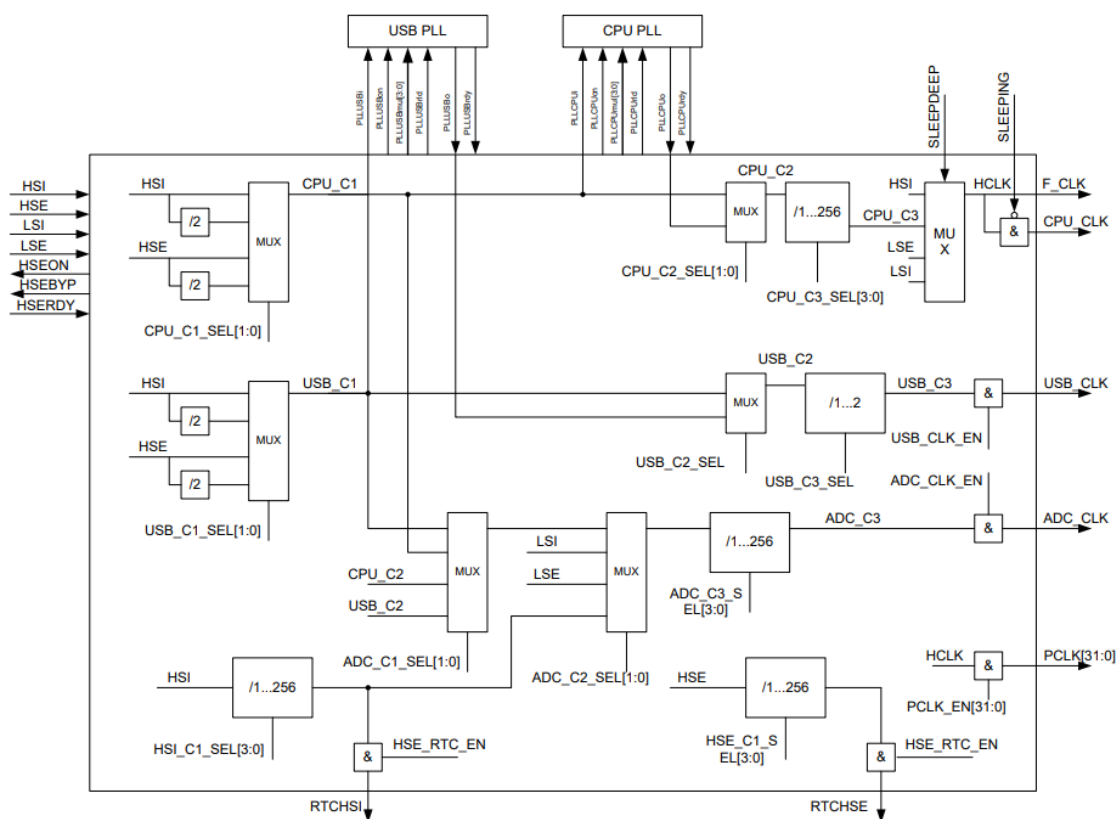 USB PLL
CPU PLL
PLLUSBi
PLLUSBon
PLLUSBmul[3:0]
PLLUSBrld
PLLUSBo
PLLUSBrdy
PLLCPUi
PLLCPUon
PLLCPUmul[3:0]
PLLCPUrld
PLLCPUo
PLLCPUrdy
SLEEPDEEP
SLEEPING
HSI
HSE
LSI
LSE
HSEON
HSEBYP
HSERDY
HSI
/2
HSE
/2
MUX
CPU_C1
CPU_C1_SEL[1:0]
CPU_C2
MUX
CPU_C2_SEL[1:0]
/1...256
CPU_C3
CPU_C3_SEL[3:0]
HSI
LSE
LSI
MU
X
HCLK
F_CLK
&
CPU_CLK
HSI
/2
HSE
/2
MUX
USB_C1
USB_C1_SEL[1:0]
USB_C2
MUX
USB_C2_SEL
/1...2
USB_C3
USB_C3_SEL
&
USB_CLK
USB_CLK_EN
ADC_CLK_EN
CPU_C2
USB_C2
MUX
ADC_C1_SEL[1:0]
LSI
LSE
MUX
ADC_C2_SEL[1:0]
/1...256
ADC_C3
ADC_C3_S
EL[3:0]
&
ADC_CLK
HSI
/1...256
HSI_C1_SEL[3:0]
&
HSE_RTC_EN
RTCHSI
HSE
/1...256
HSE_C1_S
EL[3:0]
&
HSE_RTC_EN
RTCHSE
HCLK
&
PCLK[31:0]
PCLK_EN[31:0]